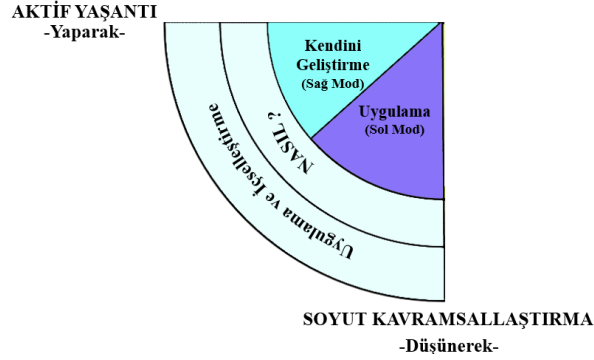 AKTİF YAŞANTI
-Yaparak-
Kendini
Geliştirme
(Sağ Mod)
Uygulama
(Sol Mod)
NASIL ?
Uygulama ve İçselleştirme
SOYUT KAVRAMSALLAŞTIRMA
-Düşünerek-